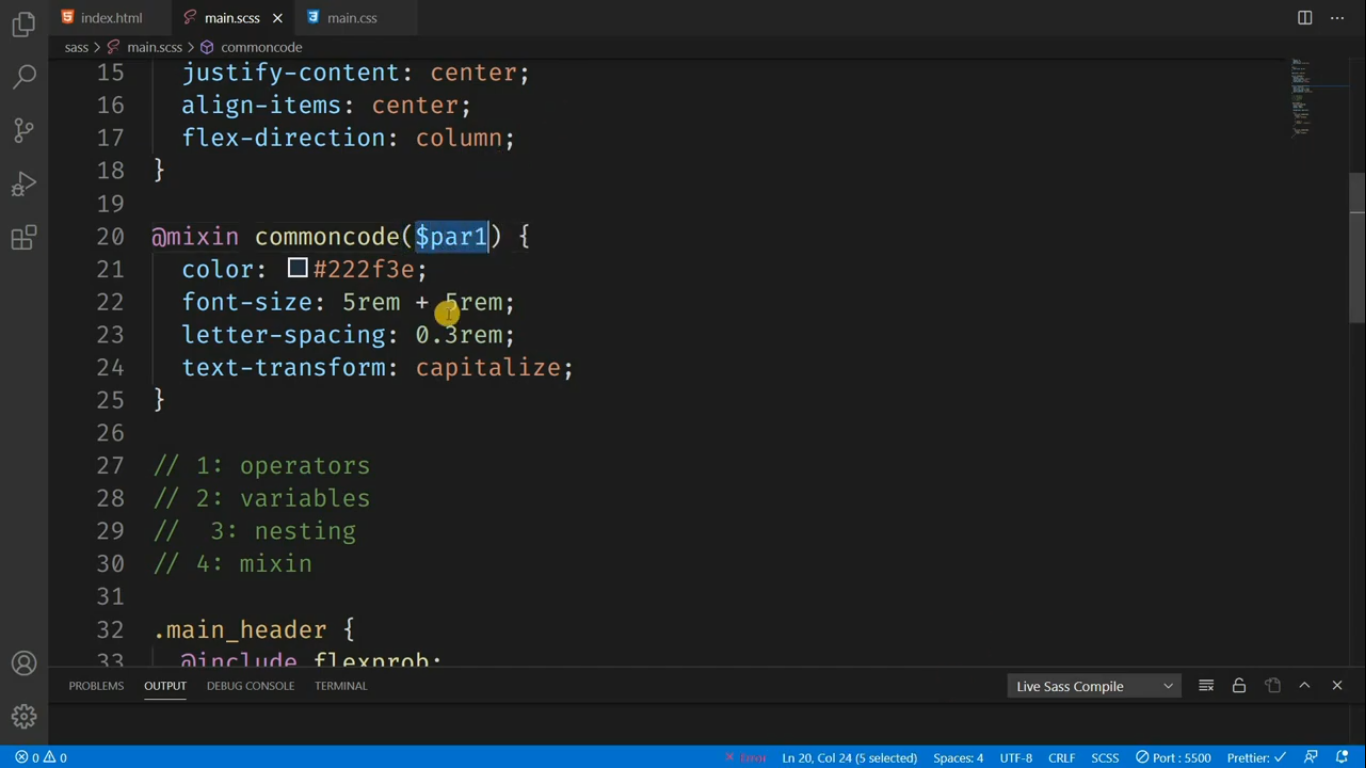 index.html main.scss main.css
sass > main.scss > commoncode
15 justify-content: center;
16 align-items: center;
17 flex-direction: column;
18 }
19
20 @mixin commoncode($par1) {
21 color: #222f3e;
22 font-size: 5rem + 5rem;
23 letter-spacing: 0.3rem;
24 text-transform: capitalize;
25 }
26
27 // 1: operators
28 // 2: variables
29 // 3: nesting
30 // 4: mixin
31
32 .main_header {
33 @include flexprob;
PROBLEMS OUTPUT DEBUG CONSOLE TERMINAL Live Sass Compile
0 0 Error Ln 20, Col 24 (5 selected) Spaces: 4 UTF-8 CRLF SCSS Port : 5500 Prettier: ✓